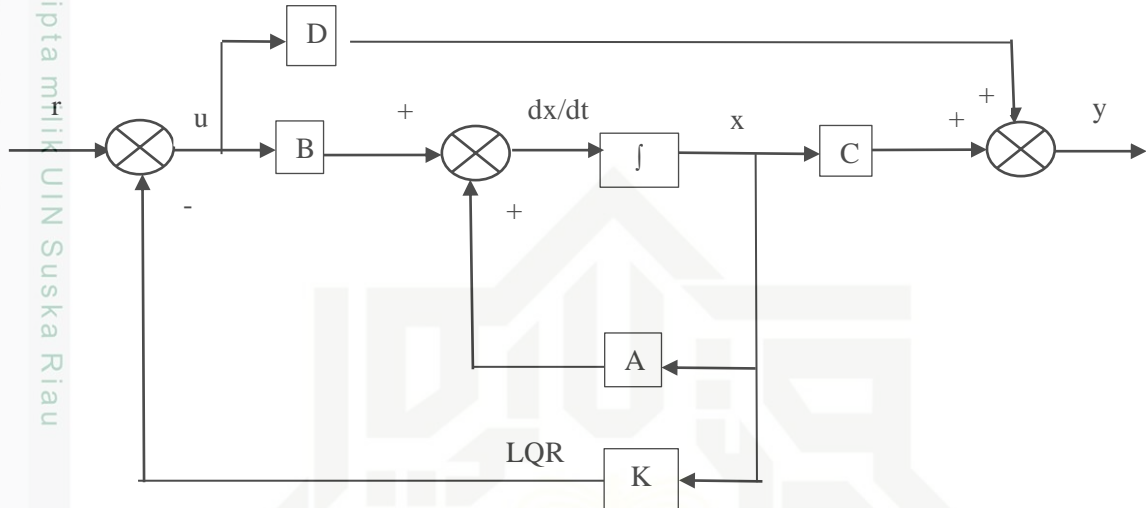 D
r
u
B
+
dx/dt
∫
x
C
+
+
y
-
+
A
LQR
K
ipta milik UIN Suska Riau